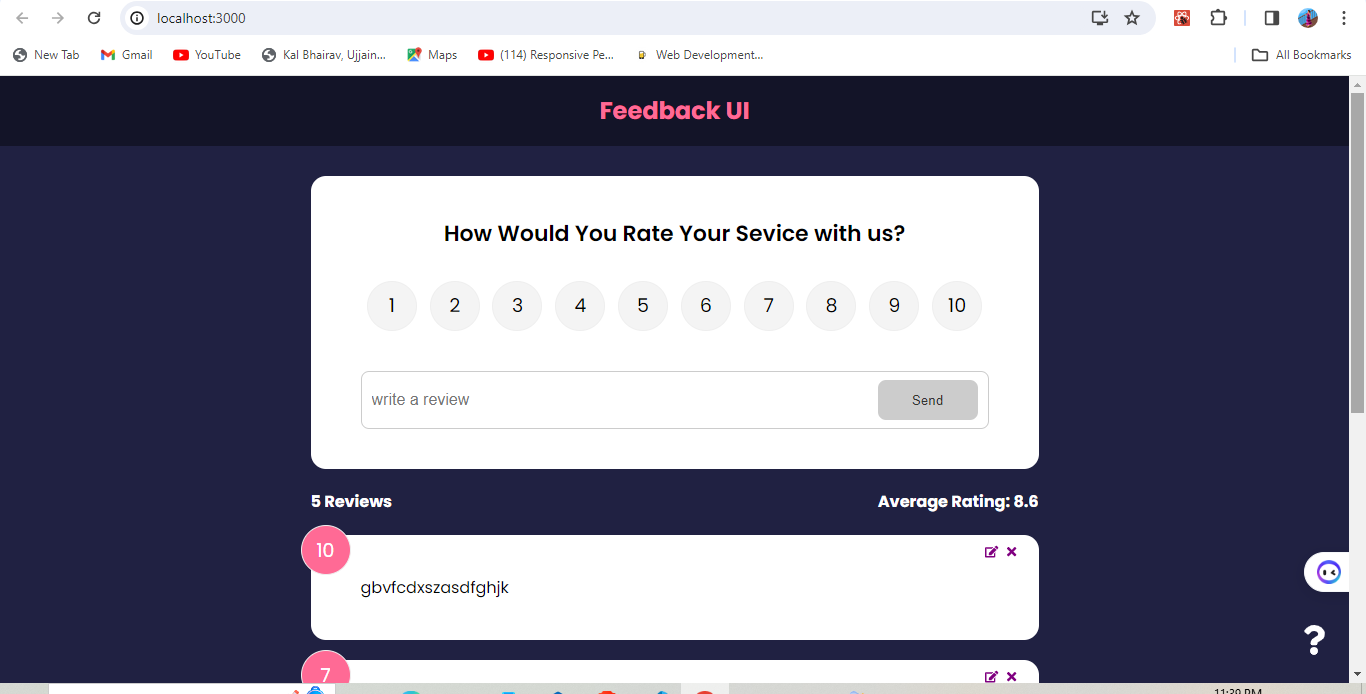 localhost:3000
New Tab Gmail YouTube Kal Bhairav, Ujjain... Maps (114) Responsive Pe... Web Development... All Bookmarks
Feedback UI
How Would You Rate Your Sevice with us?
1 2 3 4 5 6 7 8 9 10
write a review Send
5 Reviews Average Rating: 8.6
10
gbvfcdxszasdfghjk
7
?
11:39 PM